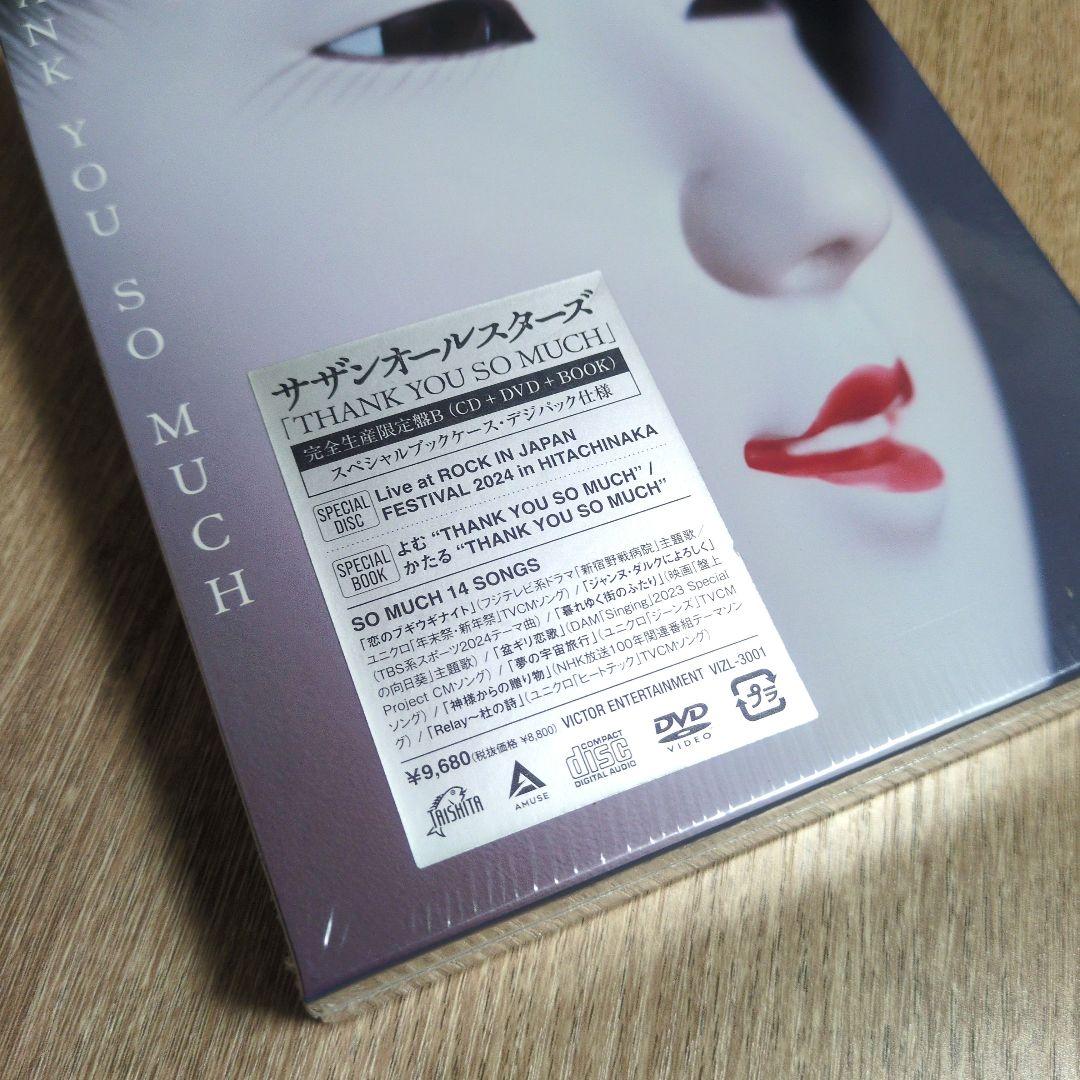 ANK YOU SO MUCH
サザンオールスターズ
「THANK YOU SO MUCH」
完全生産限定盤B（CD + DVD + BOOK）
スペシャルブックケース・デジパック仕様
SPECIAL DISC
Live at ROCK IN JAPAN
FESTIVAL 2024 in HITACHINAKA
SPECIAL BOOK
よむ “THANK YOU SO MUCH” /
かたる “THANK YOU SO MUCH”
SO MUCH 14 SONGS
「恋のブギウギナイト」(フジテレビ系ドラマ「新宿野戦病院」主題歌/
ユニクロ「年末祭・新年祭」TVCMソング) /「ジャンヌ・ダルクによろしく」
(TBS系スポーツ2024テーマ曲) /「暮れゆく街のふたり」(映画「盤上
の向日葵」主題歌) /「盆ギリ恋歌」(DAM「Singing」2023 Special
Project CMソング) /「夢の宇宙旅行」(ユニクロ「ジーンズ」TVCM
ソング) /「神様からの贈り物」(NHK放送100年関連番組テーマソン
グ) /「Relay〜杜の詩」(ユニクロ「ヒートテック」TVCMソング)
¥9,680(税抜価格 ¥8,800) VICTOR ENTERTAINMENT VIZL-3001
TAISHITA
AMUSE
COMPACT
disc
DIGITAL AUDIO
DVD
VIDEO
プラ